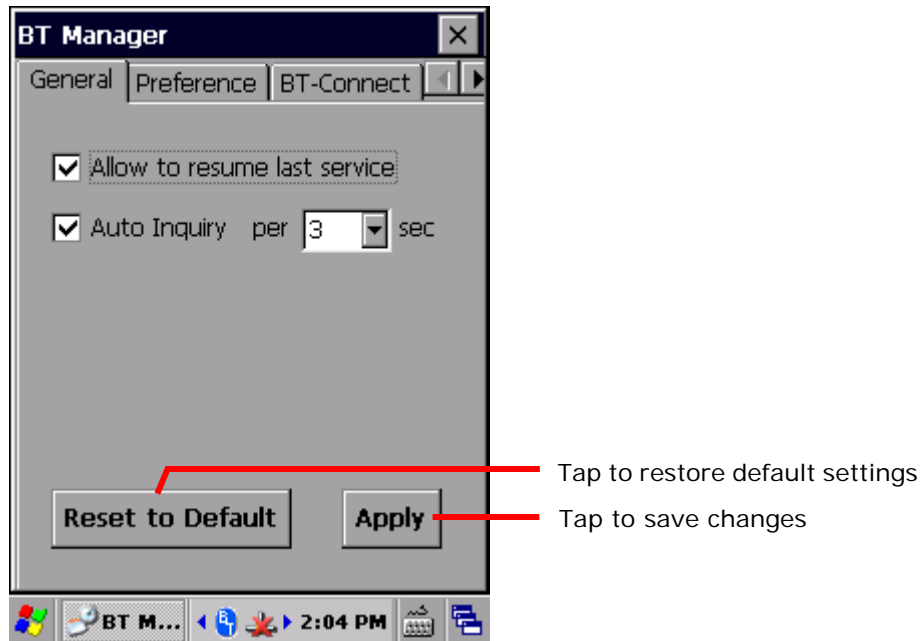 BT Manager
General Preference BT-Connect
Allow to resume last service
Auto Inquiry per 3 sec
Tap to restore default settings
Reset to Default Apply Tap to save changes
BT M... 2:04 PM